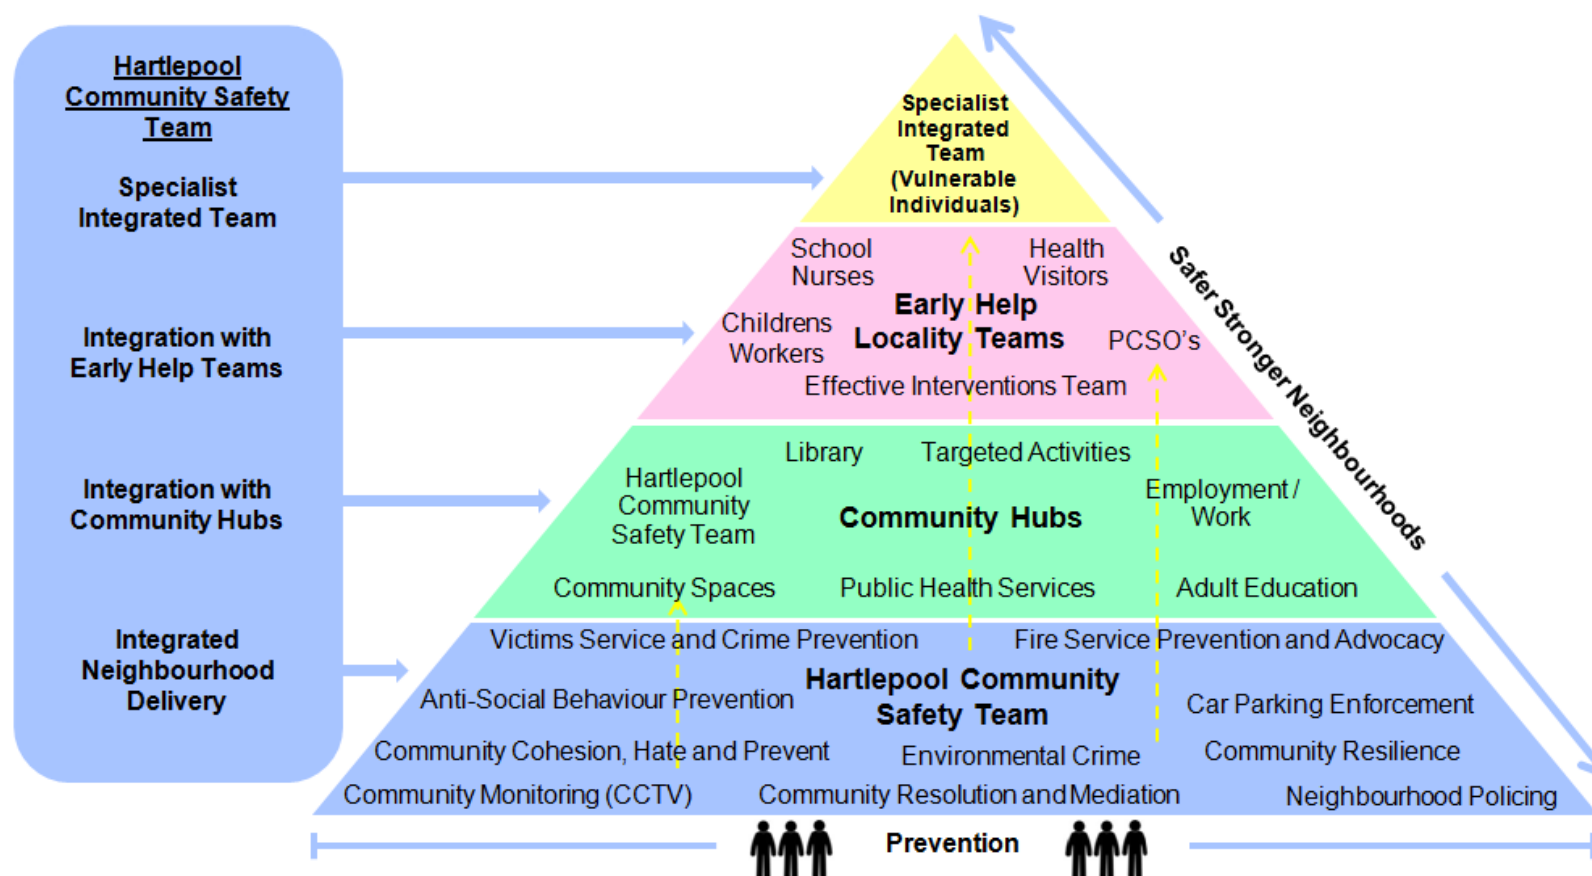 Hartlepool
Community Safety
Team
Specialist
Integrated Team
Integration with
Early Help Teams
Integration with
Community Hubs
Integrated
Neighbourhood
Delivery
Specialist
Integrated
Team
(Vulnerable
Individuals)
School
Nurses
Health
Visitors
Early Help
Locality Teams
Childrens
Workers
PCSO's
Effective Interventions Team
Library
Targeted Activities
Hartlepool
Community
Safety Team
Community Hubs
Employment /
Work
Community Spaces
Public Health Services
Adult Education
Victims Service and Crime Prevention
Fire Service Prevention and Advocacy
Hartlepool Community
Safety Team
Anti-Social Behaviour Prevention
Car Parking Enforcement
Community Cohesion, Hate and Prevent
Environmental Crime
Community Resilience
Community Monitoring (CCTV)
Community Resolution and Mediation
Neighbourhood Policing
Safer Stronger Neighbourhoods
Prevention